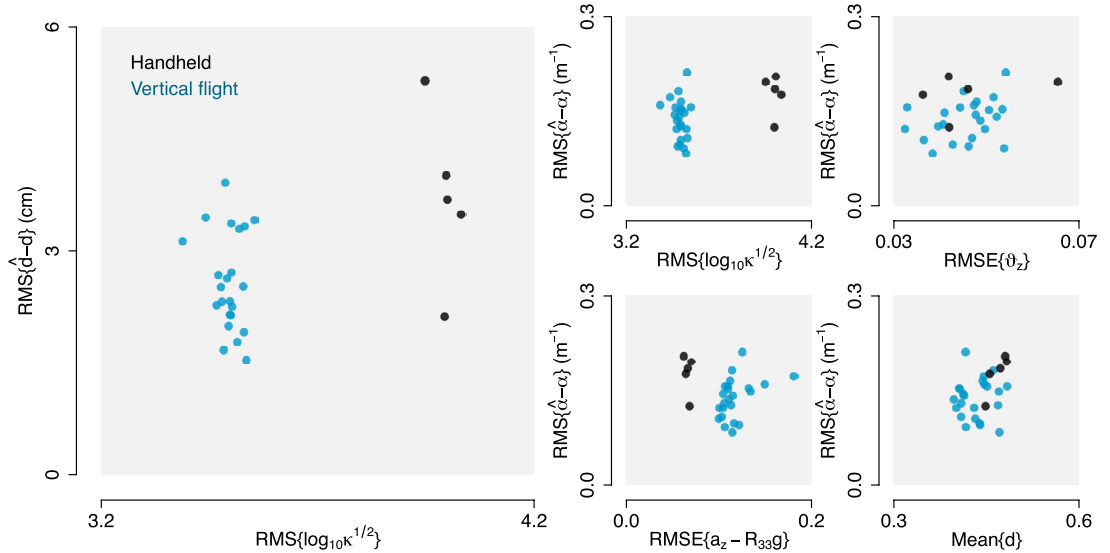 6
3
0
RMS{d̂−d} (cm)
Handheld
Vertical flight
3.2
4.2
RMS{log₁₀κ^1/2}
0.3
0.0
RMS{α̂−α} (m⁻¹)
3.2
4.2
RMS{log₁₀κ^1/2}
0.3
0.0
RMS{α̂−α} (m⁻¹)
0.03
0.07
RMSE{ϑ_z}
0.3
0.0
RMS{α̂−α} (m⁻¹)
0.0
0.2
RMSE{a_z − R₃₃g}
0.3
0.0
RMS{α̂−α} (m⁻¹)
0.3
0.6
Mean{d}